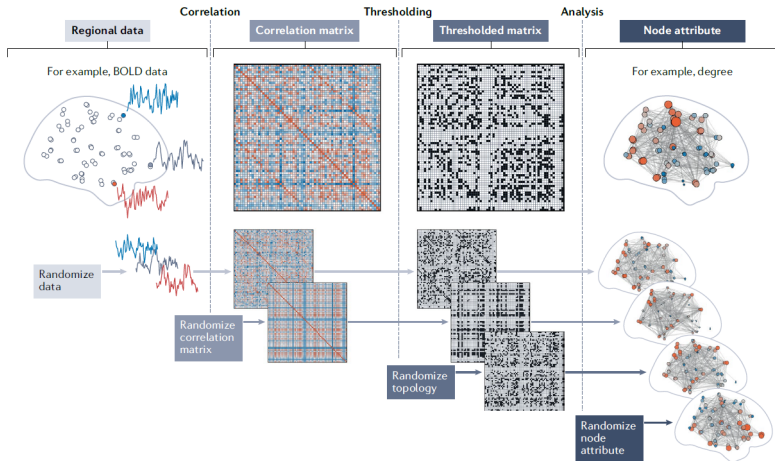 Correlation
Thresholding
Analysis
Regional data
Correlation matrix
Thresholded matrix
Node attribute
For example, BOLD data
For example, degree
Randomize
data
Randomize
correlation
matrix
Randomize
topology
Randomize
node
attribute